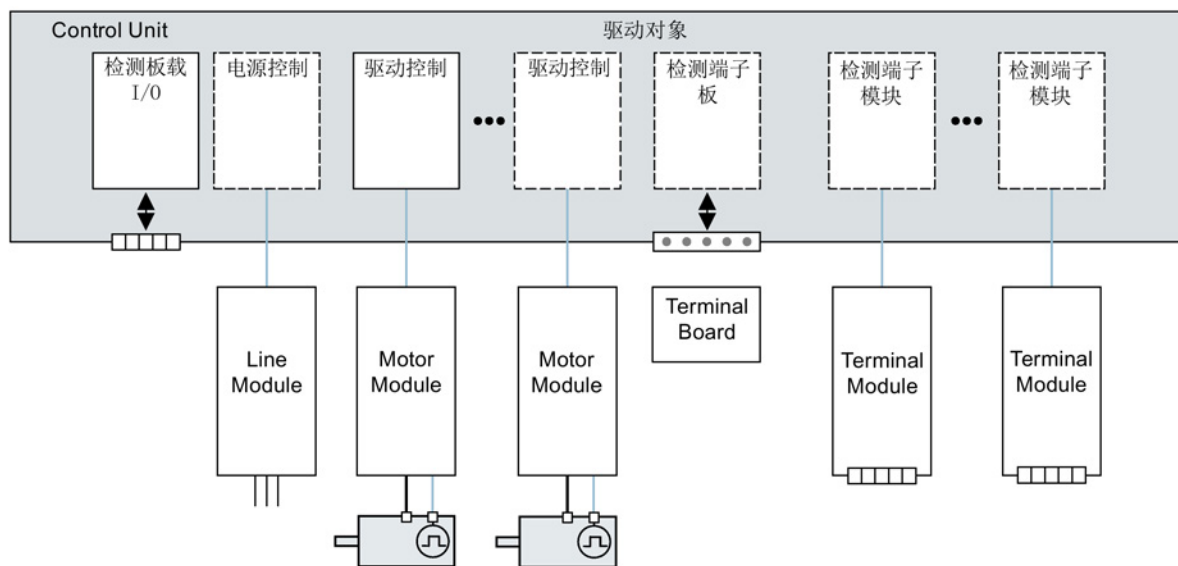 Control Unit
驱动对象
检测板载
I/O
电源控制
驱动控制
驱动控制
检测端子
板
检测端子
模块
检测端子
模块
Line
Module
Motor
Module
Motor
Module
Terminal
Board
Terminal
Module
Terminal
Module